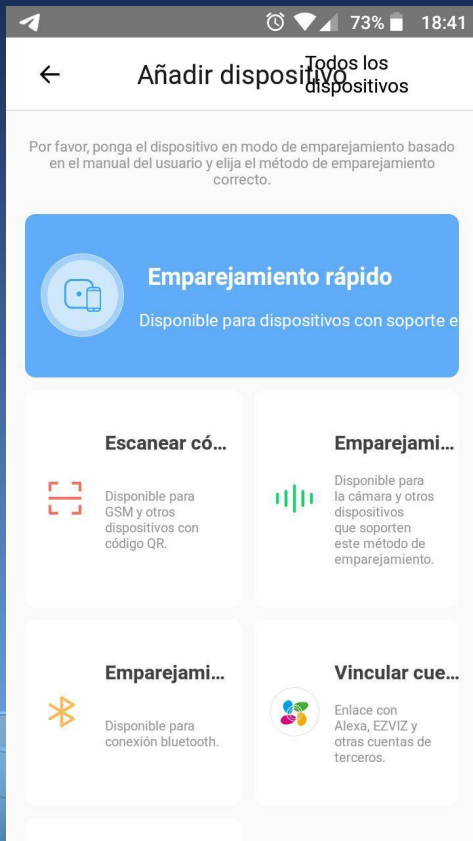 73% 18:41
Añadir dispositivo
Todos los
dispositivos
Por favor, ponga el dispositivo en modo de emparejamiento basado
en el manual del usuario y elija el método de emparejamiento
correcto.
Emparejamiento rápido
Disponible para dispositivos con soporte e
Escanear có...
Disponible para
GSM y otros
dispositivos con
código QR.
Emparejami...
Disponible para
la cámara y otros
dispositivos
que soporten
este método de
emparejamiento.
Emparejami...
Disponible para
conexión bluetooth.
Vincular cue...
Enlace con
Alexa, EZVIZ y
otras cuentas de
terceros.